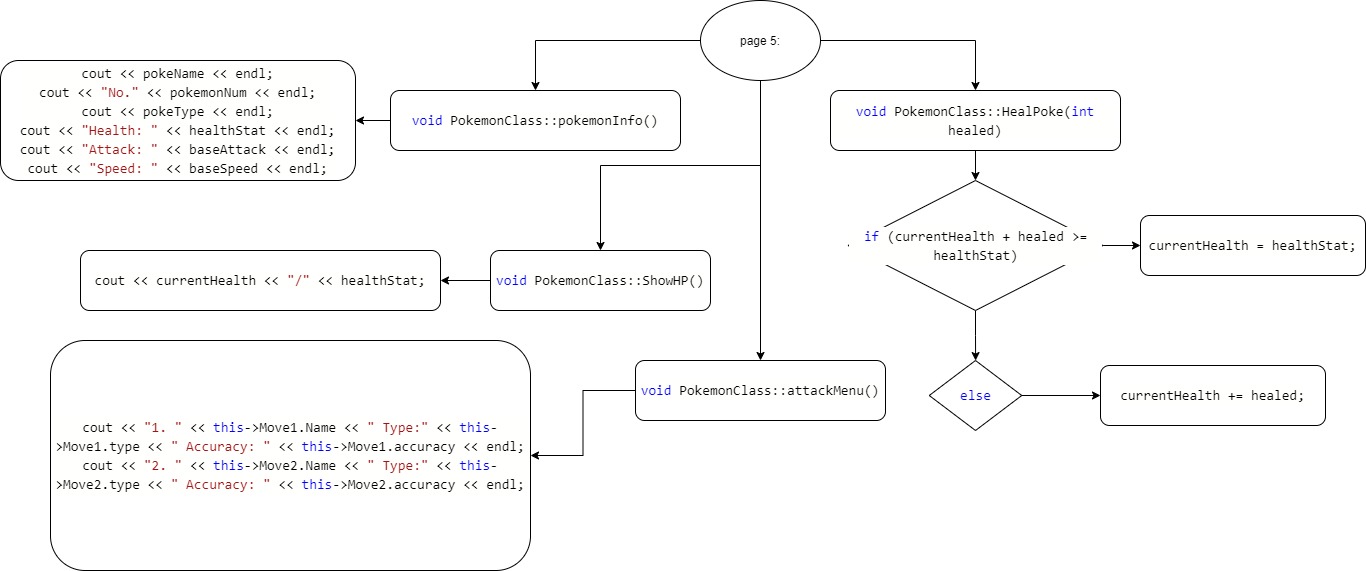 page 5:
void PokemonClass::pokemonInfo()
cout << pokeName << endl;
cout << "No." << pokemonNum << endl;
cout << pokeType << endl;
cout << "Health: " << healthStat << endl;
cout << "Attack: " << baseAttack << endl;
cout << "Speed: " << baseSpeed << endl;
void PokemonClass::ShowHP()
cout << currentHealth << "/" << healthStat;
void PokemonClass::attackMenu()
cout << "1. " << this->Move1.Name << " Type:" << this-
>Move1.type << " Accuracy: " << this->Move1.accuracy << endl;
cout << "2. " << this->Move2.Name << " Type:" << this-
>Move2.type << " Accuracy: " << this->Move2.accuracy << endl;
void PokemonClass::HealPoke(int
healed)
if (currentHealth + healed >=
healthStat)
currentHealth = healthStat;
else
currentHealth += healed;